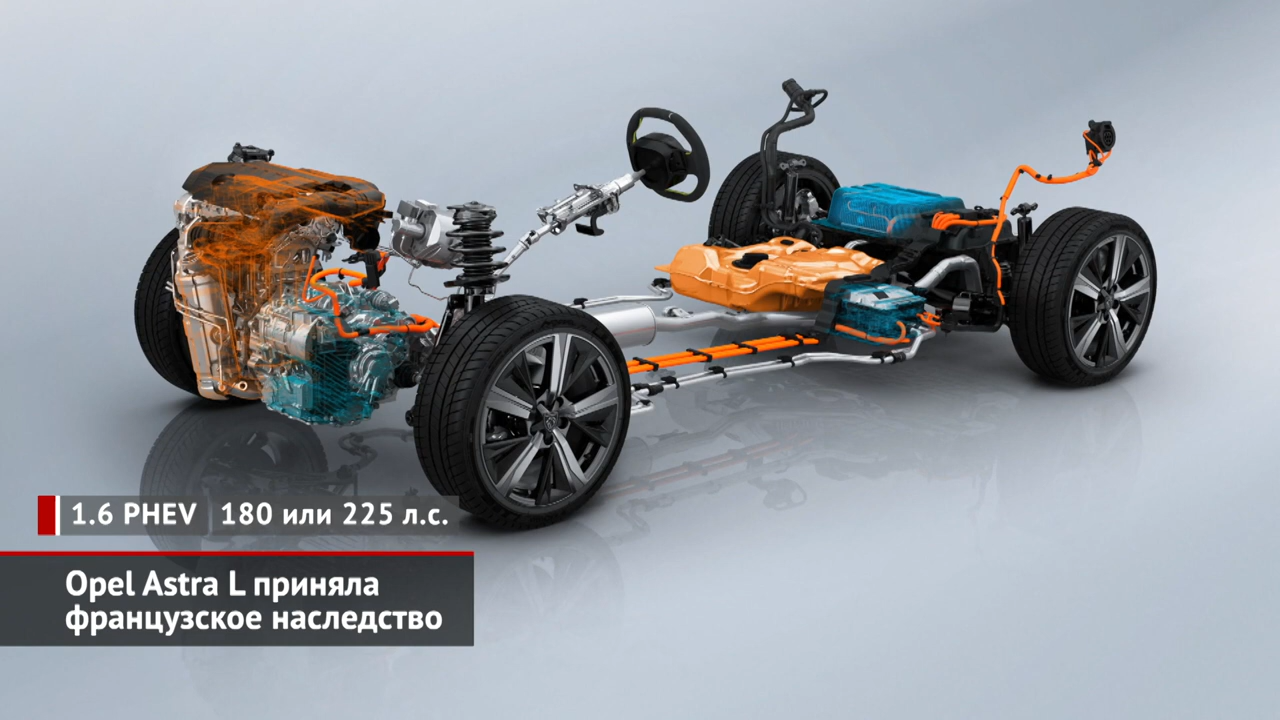 1.6 PHEV 180 или 225 л.с.
Opel Astra L приняла
французское наследство